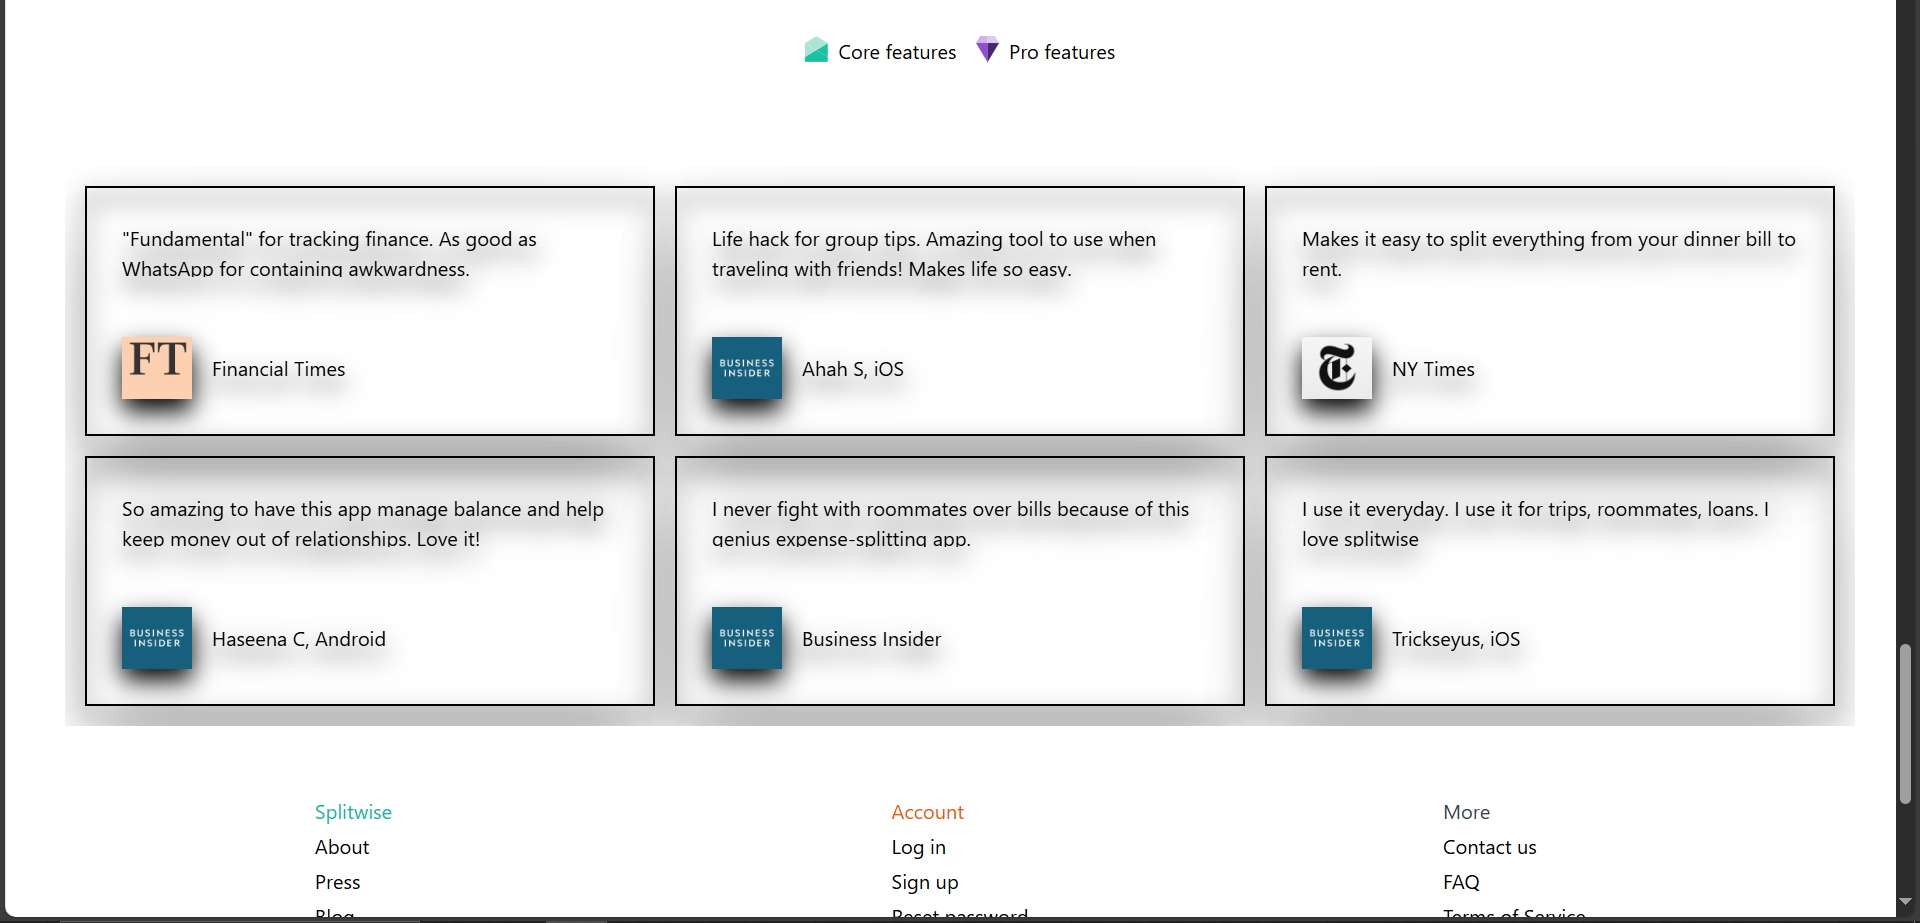 Core features Pro features
"Fundamental" for tracking finance. As good as
WhatsApp for containing awkwardness.
FT
Financial Times
Life hack for group tips. Amazing tool to use when
traveling with friends! Makes life so easy.
BUSINESS
INSIDER
Ahah S, iOS
Makes it easy to split everything from your dinner bill to
rent.
T
NY Times
So amazing to have this app manage balance and help
keep money out of relationships. Love it!
BUSINESS
INSIDER
Haseena C, Android
I never fight with roommates over bills because of this
genius expense-splitting app.
BUSINESS
INSIDER
Business Insider
I use it everyday. I use it for trips, roommates, loans. I
love splitwise
BUSINESS
INSIDER
Trickseyus, iOS
Splitwise
About
Press
Blog
Account
Log in
Sign up
Reset password
More
Contact us
FAQ
Terms of Service